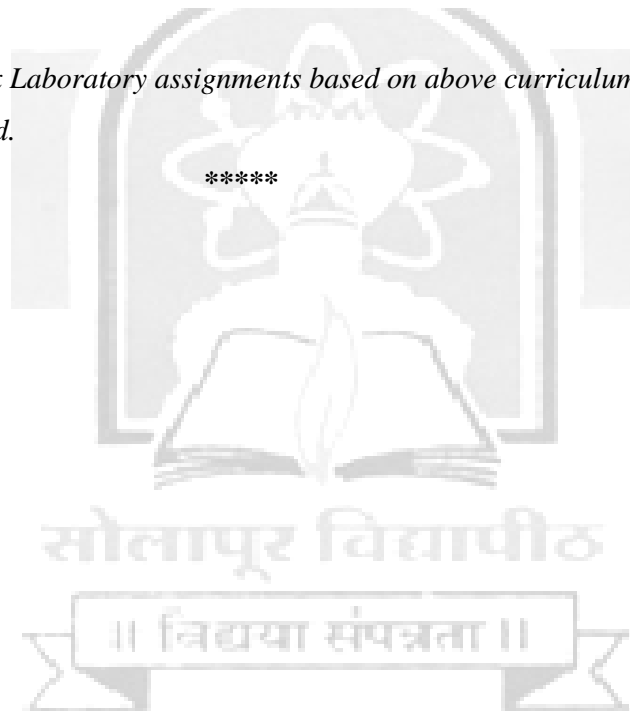 : Laboratory assignments based on above curriculum
d.
*****
सोलापूर विद्यापीठ
॥ विद्यया संपन्नता ॥